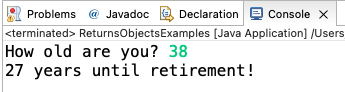 Problems Javadoc Declaration Console
<terminated> ReturnsObjectsExamples [Java Application] /Users
How old are you? 38
27 years until retirement!